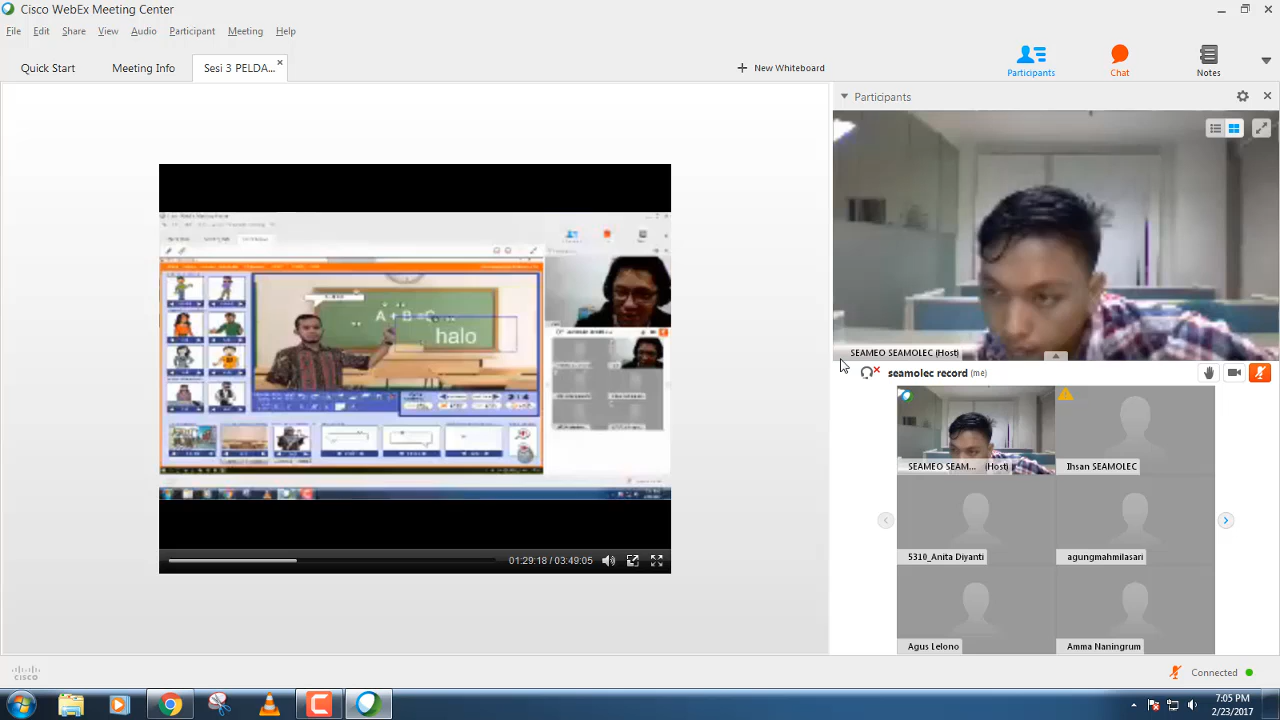 Cisco WebEx Meeting Center
File Edit Share View Audio Participant Meeting Help
Quick Start Meeting Info Sesi 3 PELDA... New Whiteboard Participants Chat Notes
Participants
A + B = C
halo
SEAMEO SEAMOLEC (Host)
seamolec record (me)
SEAMEO SEAM... (Host) Ihsan SEAMOLEC
5310_Anita Diyanti agungmahmilasari
01:29:18 / 03:49:05
Agus Lelono Amma Naningrum
cisco Connected
7:05 PM
2/23/2017